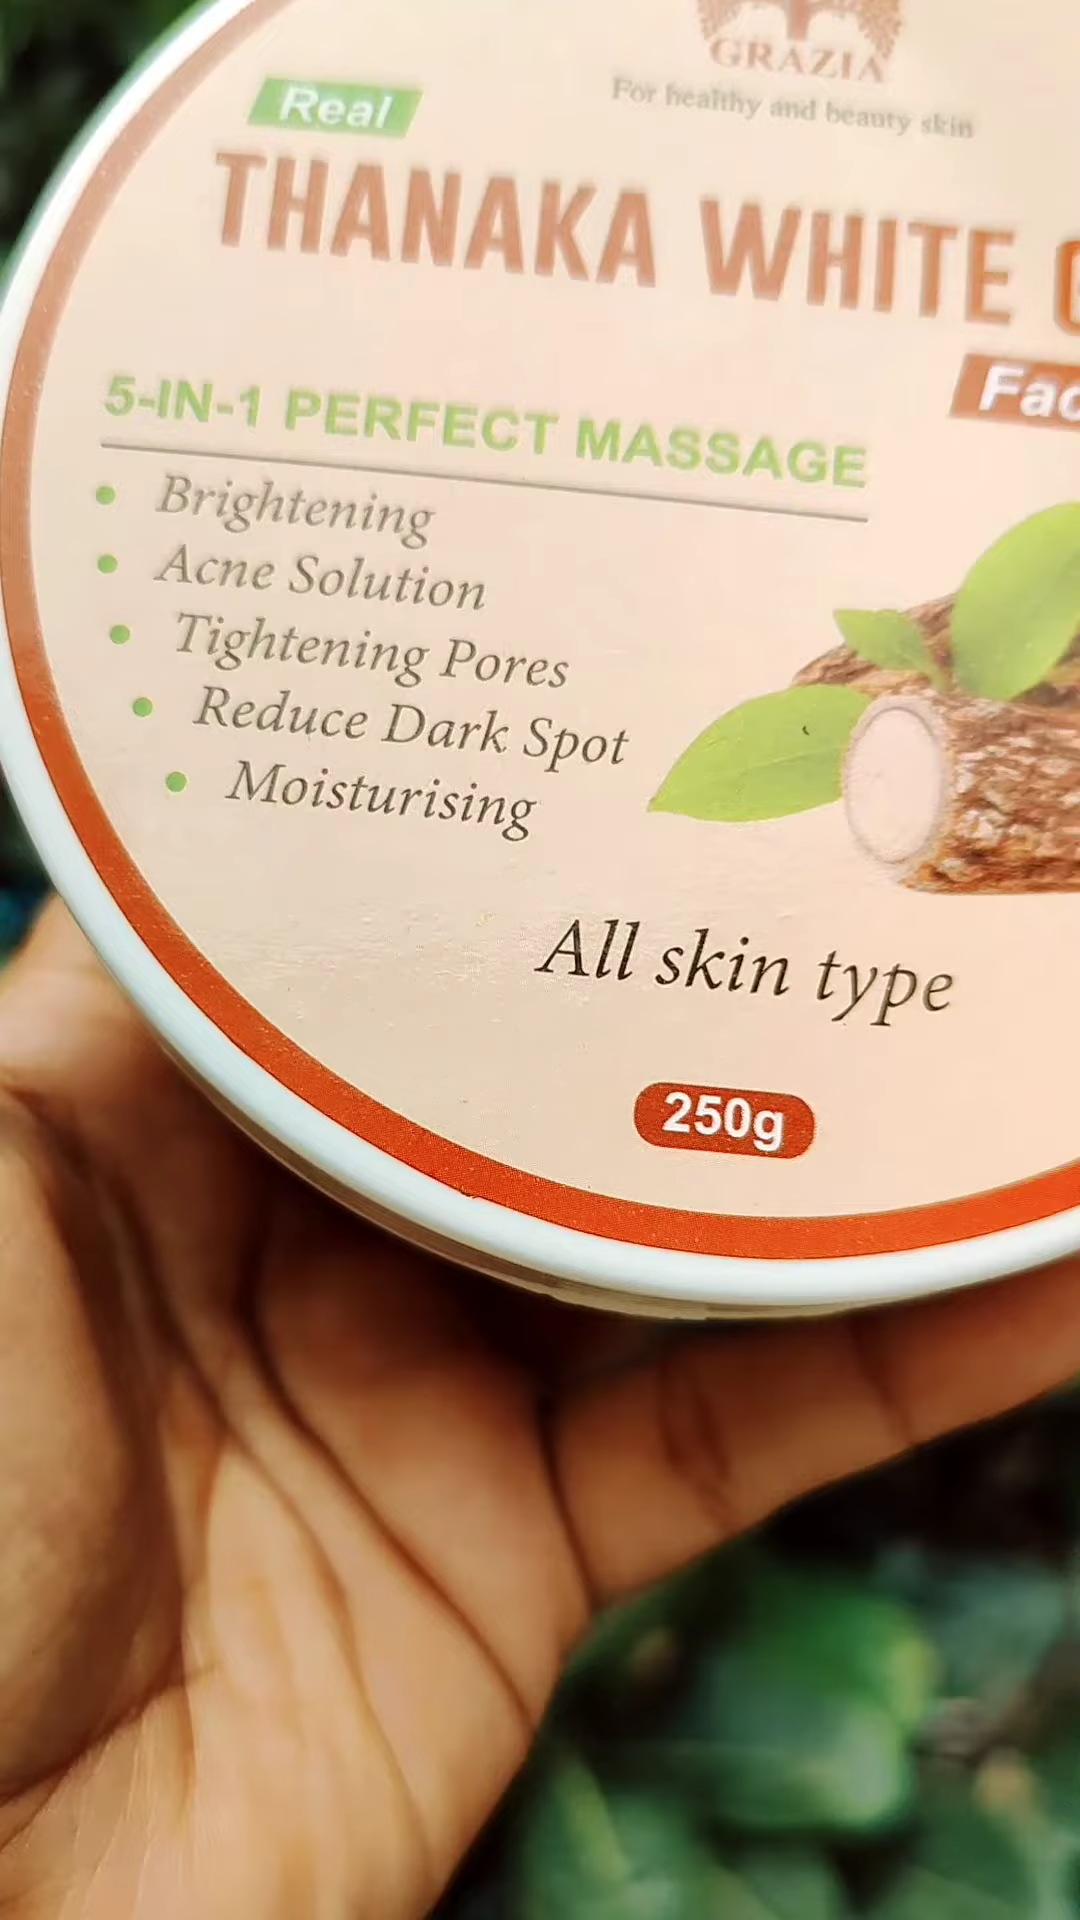 GRAZIA
For healthy and beauty skin
Real
THANAKA WHITE
5-IN-1 PERFECT MASSAGE
Brightening
Acne Solution
Tightening Pores
Reduce Dark Spot
Moisturising
All skin type
250g